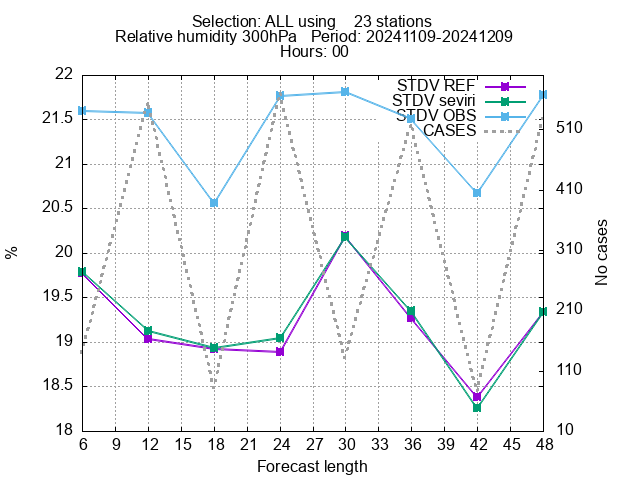 Selection: ALL using 23 stations
Relative humidity 300hPa Period: 20241109-20241209
Hours: 00
STDV REF
STDV seviri
STDV OBS
CASES
22
21.5
21
20.5
20
19.5
19
18.5
18
%
510
410
310
210
110
10
No cases
6 9 12 15 18 21 24 27 30 33 36 39 42 45 48
Forecast length